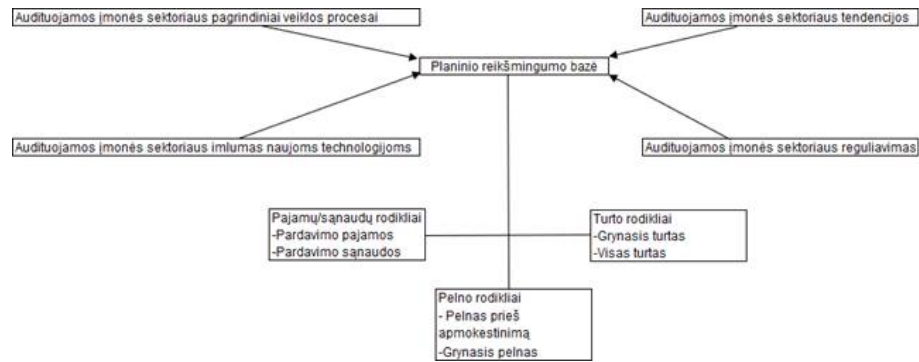 Audituojamos įmonės sektoriaus pagrindiniai veiklos procesai
Audituojamos įmonės sektoriaus tendencijos
Planinio reikšmingumo bazė
Audituojamos įmonės sektoriaus imlumas naujoms technologijoms
Audituojamos įmonės sektoriaus reguliavimas
Pajamų/sąnaudų rodikliai
-Pardavimo pajamos
-Pardavimo sąnaudos
Turto rodikliai
-Grynasis turtas
-Visas turtas
Pelno rodikliai
- Pelnas prieš
apmokestinimą
-Grynasis pelnas